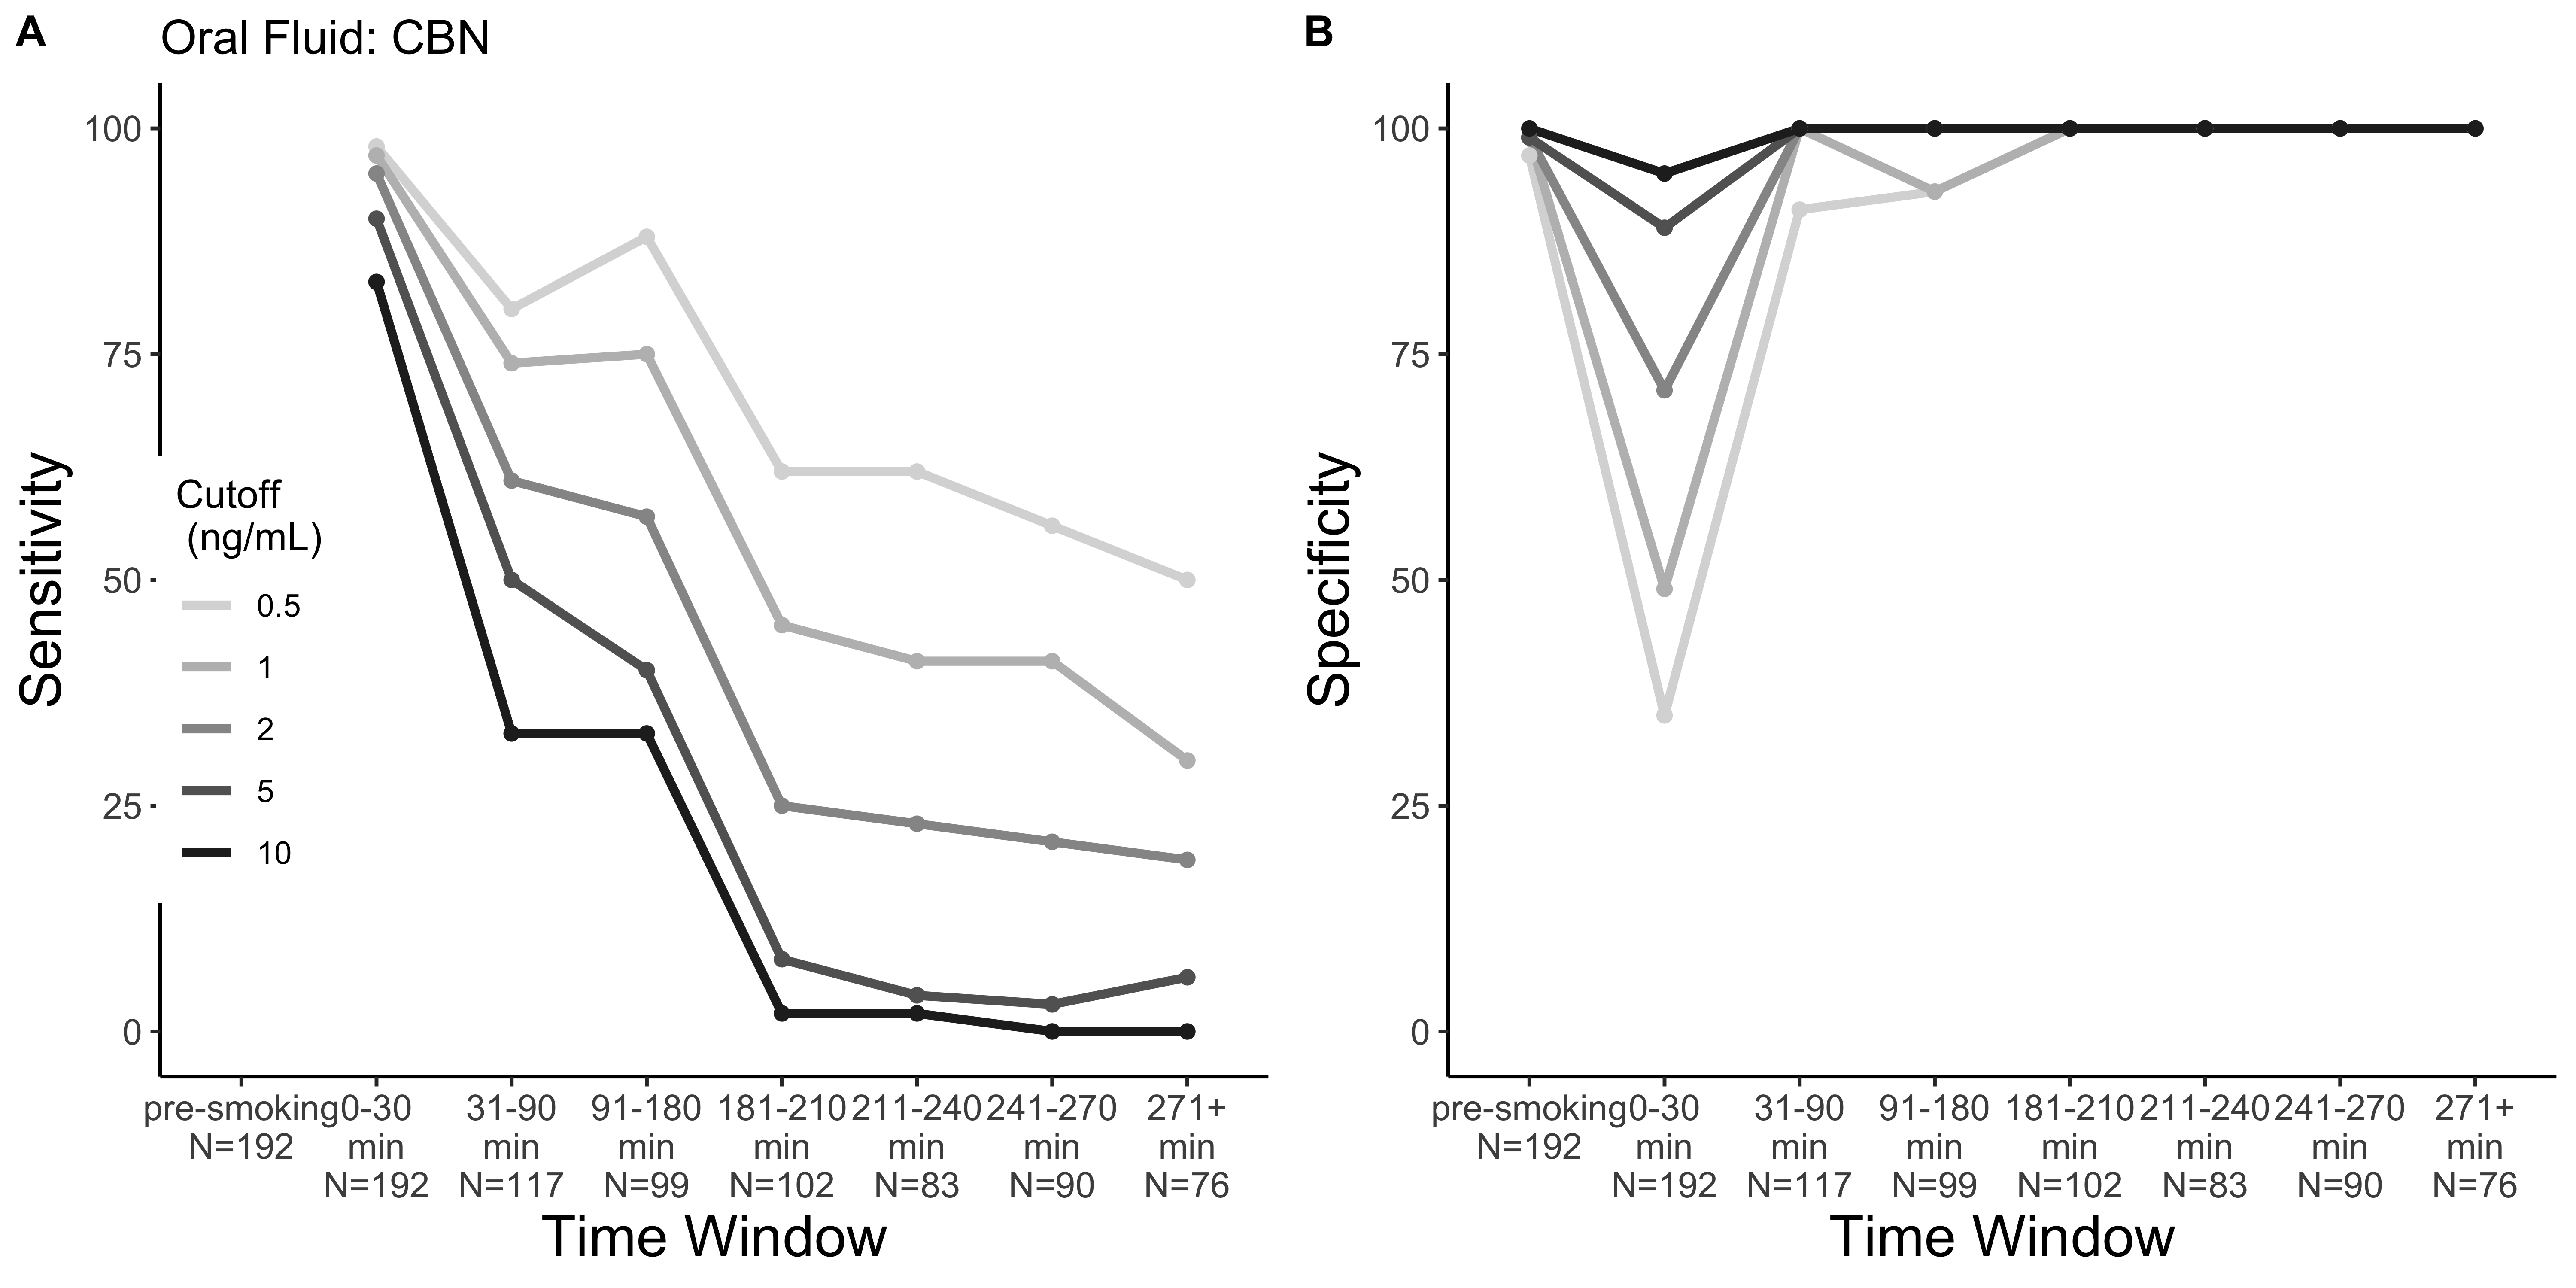 A
Oral Fluid: CBN
Sensitivity
100
75
50
25
0
Cutoff
(ng/mL)
0.5
1
2
5
10
pre-smoking
N=192
0-30
min
N=192
31-90
min
N=117
91-180
min
N=99
181-210
min
N=102
211-240
min
N=83
241-270
min
N=90
271+
min
N=76
Time Window
B
Specificity
100
75
50
25
0
pre-smoking
N=192
0-30
min
N=192
31-90
min
N=117
91-180
min
N=99
181-210
min
N=102
211-240
min
N=83
241-270
min
N=90
271+
min
N=76
Time Window